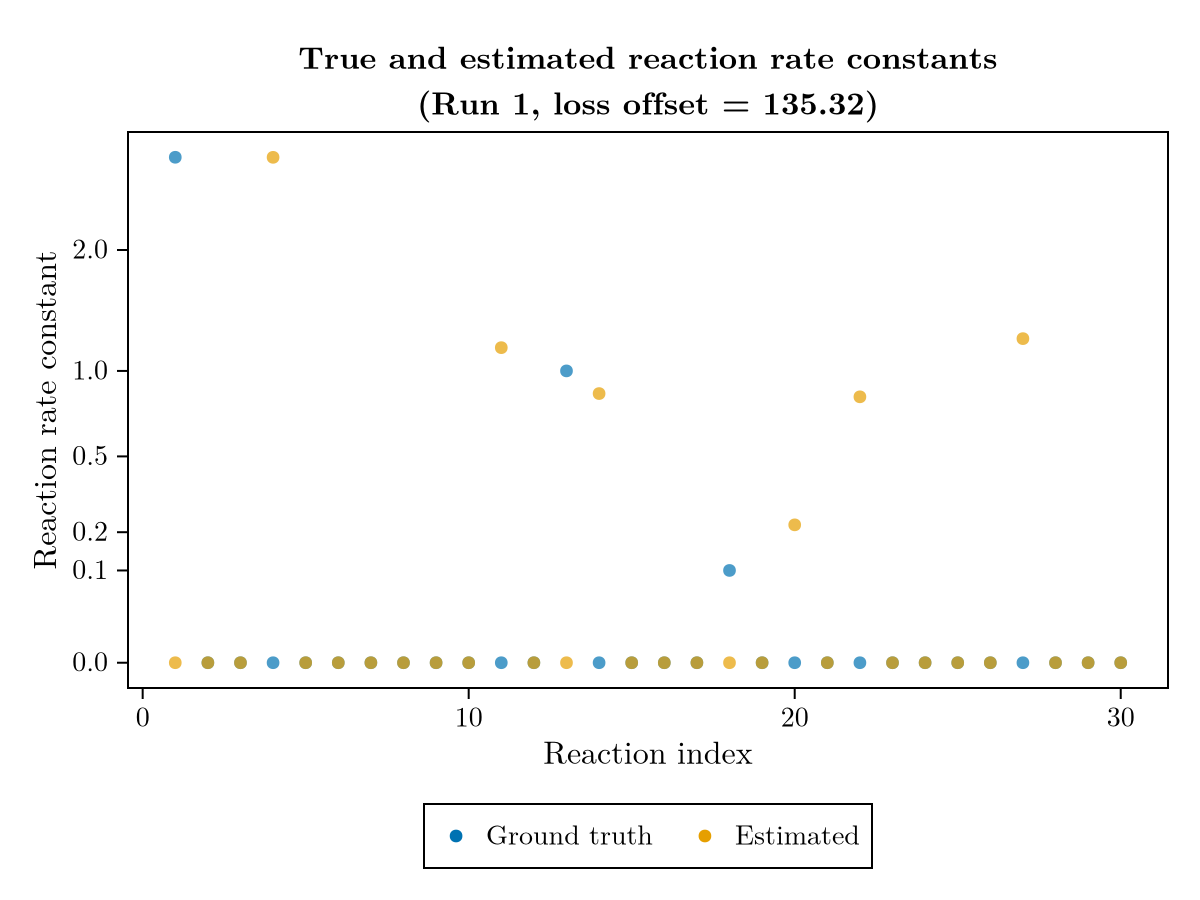 True and estimated reaction rate constants
(Run 1, loss offset = 135.32)
Reaction rate constant
2.0
1.0
0.5
0.2
0.1
0.0
0 10 20 30
Reaction index
Ground truth Estimated